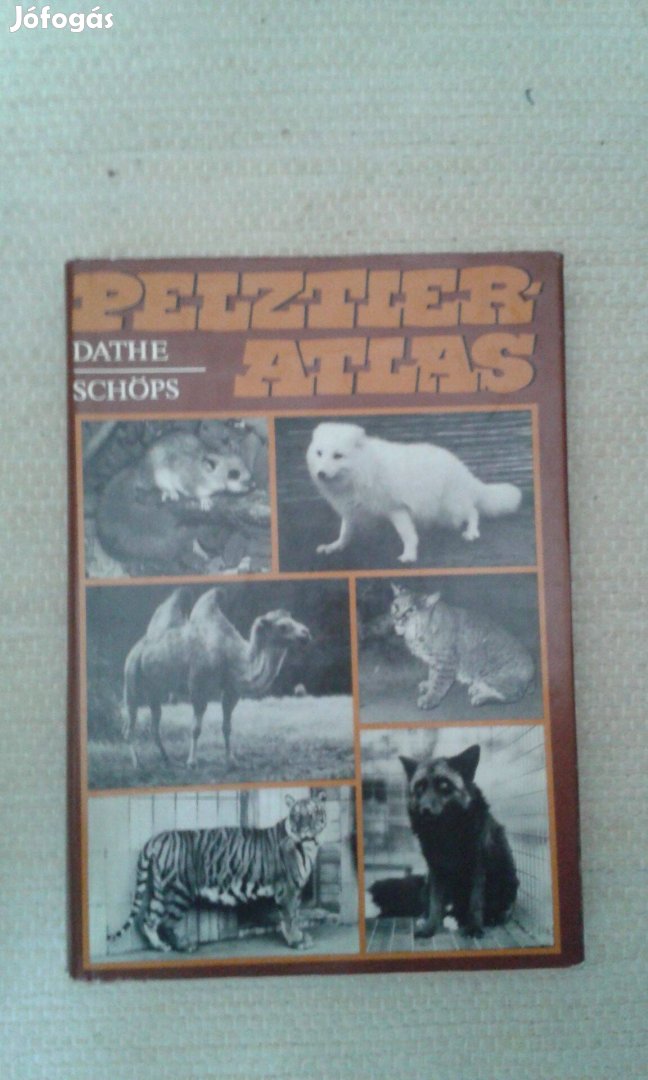 Jófogás
PELZTIER-
ATLAS
DATHE
SCHÖPS